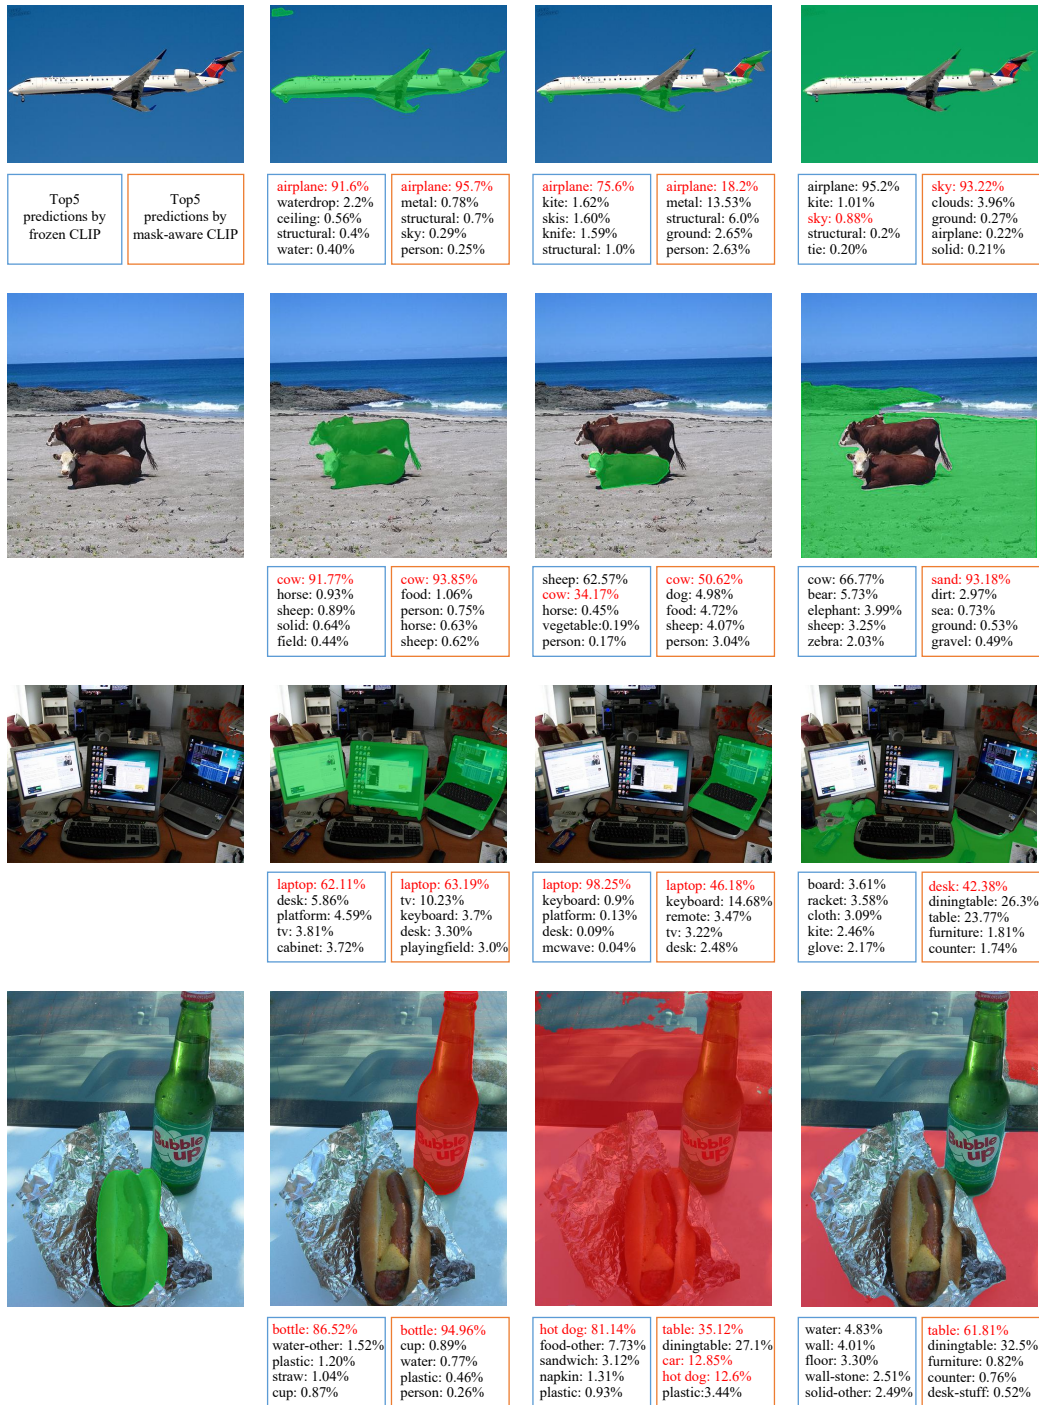 Top5
predictions by
frozen CLIP
Top5
predictions by
mask-aware CLIP
airplane: 91.6%
waterdrop: 2.2%
ceiling: 0.56%
structural: 0.4%
water: 0.40%
airplane: 95.7%
metal: 0.78%
structural: 0.7%
sky: 0.29%
person: 0.25%
airplane: 75.6%
kite: 1.62%
skis: 1.60%
knife: 1.59%
structural: 1.0%
airplane: 18.2%
metal: 13.53%
structural: 6.0%
ground: 2.65%
person: 2.63%
airplane: 95.2%
kite: 1.01%
sky: 0.88%
structural: 0.2%
tie: 0.20%
sky: 93.22%
clouds: 3.96%
ground: 0.27%
airplane: 0.22%
solid: 0.21%
cow: 91.77%
horse: 0.93%
sheep: 0.89%
solid: 0.64%
field: 0.44%
cow: 93.85%
food: 1.06%
person: 0.75%
horse: 0.63%
sheep: 0.62%
sheep: 62.57%
cow: 34.17%
horse: 0.45%
vegetable:0.19%
person: 0.17%
cow: 50.62%
dog: 4.98%
food: 4.72%
sheep: 4.07%
person: 3.04%
cow: 66.77%
bear: 5.73%
elephant: 3.99%
sheep: 3.25%
zebra: 2.03%
sand: 93.18%
dirt: 2.97%
sea: 0.73%
ground: 0.53%
gravel: 0.49%
laptop: 62.11%
desk: 5.86%
platform: 4.59%
tv: 3.81%
cabinet: 3.72%
laptop: 63.19%
tv: 10.23%
keyboard: 3.7%
desk: 3.30%
playingfield: 3.0%
laptop: 98.25%
keyboard: 0.9%
platform: 0.13%
desk: 0.09%
mcwave: 0.04%
laptop: 46.18%
keyboard: 14.68%
remote: 3.47%
tv: 3.22%
desk: 2.48%
board: 3.61%
racket: 3.58%
cloth: 3.09%
kite: 2.46%
glove: 2.17%
desk: 42.38%
diningtable: 26.3%
table: 23.77%
furniture: 1.81%
counter: 1.74%
Bubble
up
Bubble
up
Bubble
up
Bubble
up
bottle: 86.52%
water-other: 1.52%
plastic: 1.20%
straw: 1.04%
cup: 0.87%
bottle: 94.96%
cup: 0.89%
water: 0.77%
plastic: 0.46%
person: 0.26%
hot dog: 81.14%
food-other: 7.73%
sandwich: 3.12%
napkin: 1.31%
plastic: 0.93%
table: 35.12%
diningtable: 27.1%
car: 12.85%
hot dog: 12.6%
plastic:3.44%
water: 4.83%
wall: 4.01%
floor: 3.30%
wall-stone: 2.51%
solid-other: 2.49%
table: 61.81%
diningtable: 32.5%
furniture: 0.82%
counter: 0.76%
desk-stuff: 0.52%